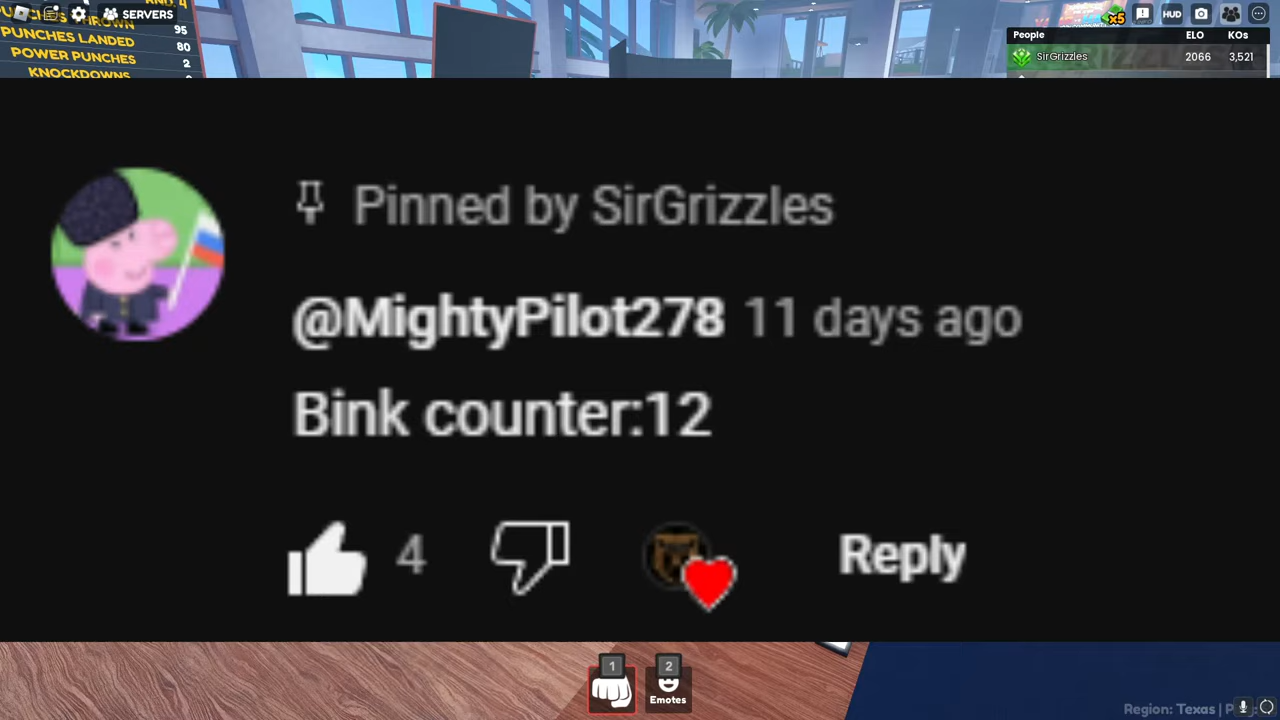 SERVERS
THROWN
95
PUNCHES LANDED
80
POWER PUNCHES
2
KNOCKDOWNS
x5
HUD
People ELO KOs
SirGrizzles 2066 3,521
Pinned by SirGrizzles
@MightyPilot278 11 days ago
Bink counter:12
4
Reply
1
2
Emotes
Region: Texas |